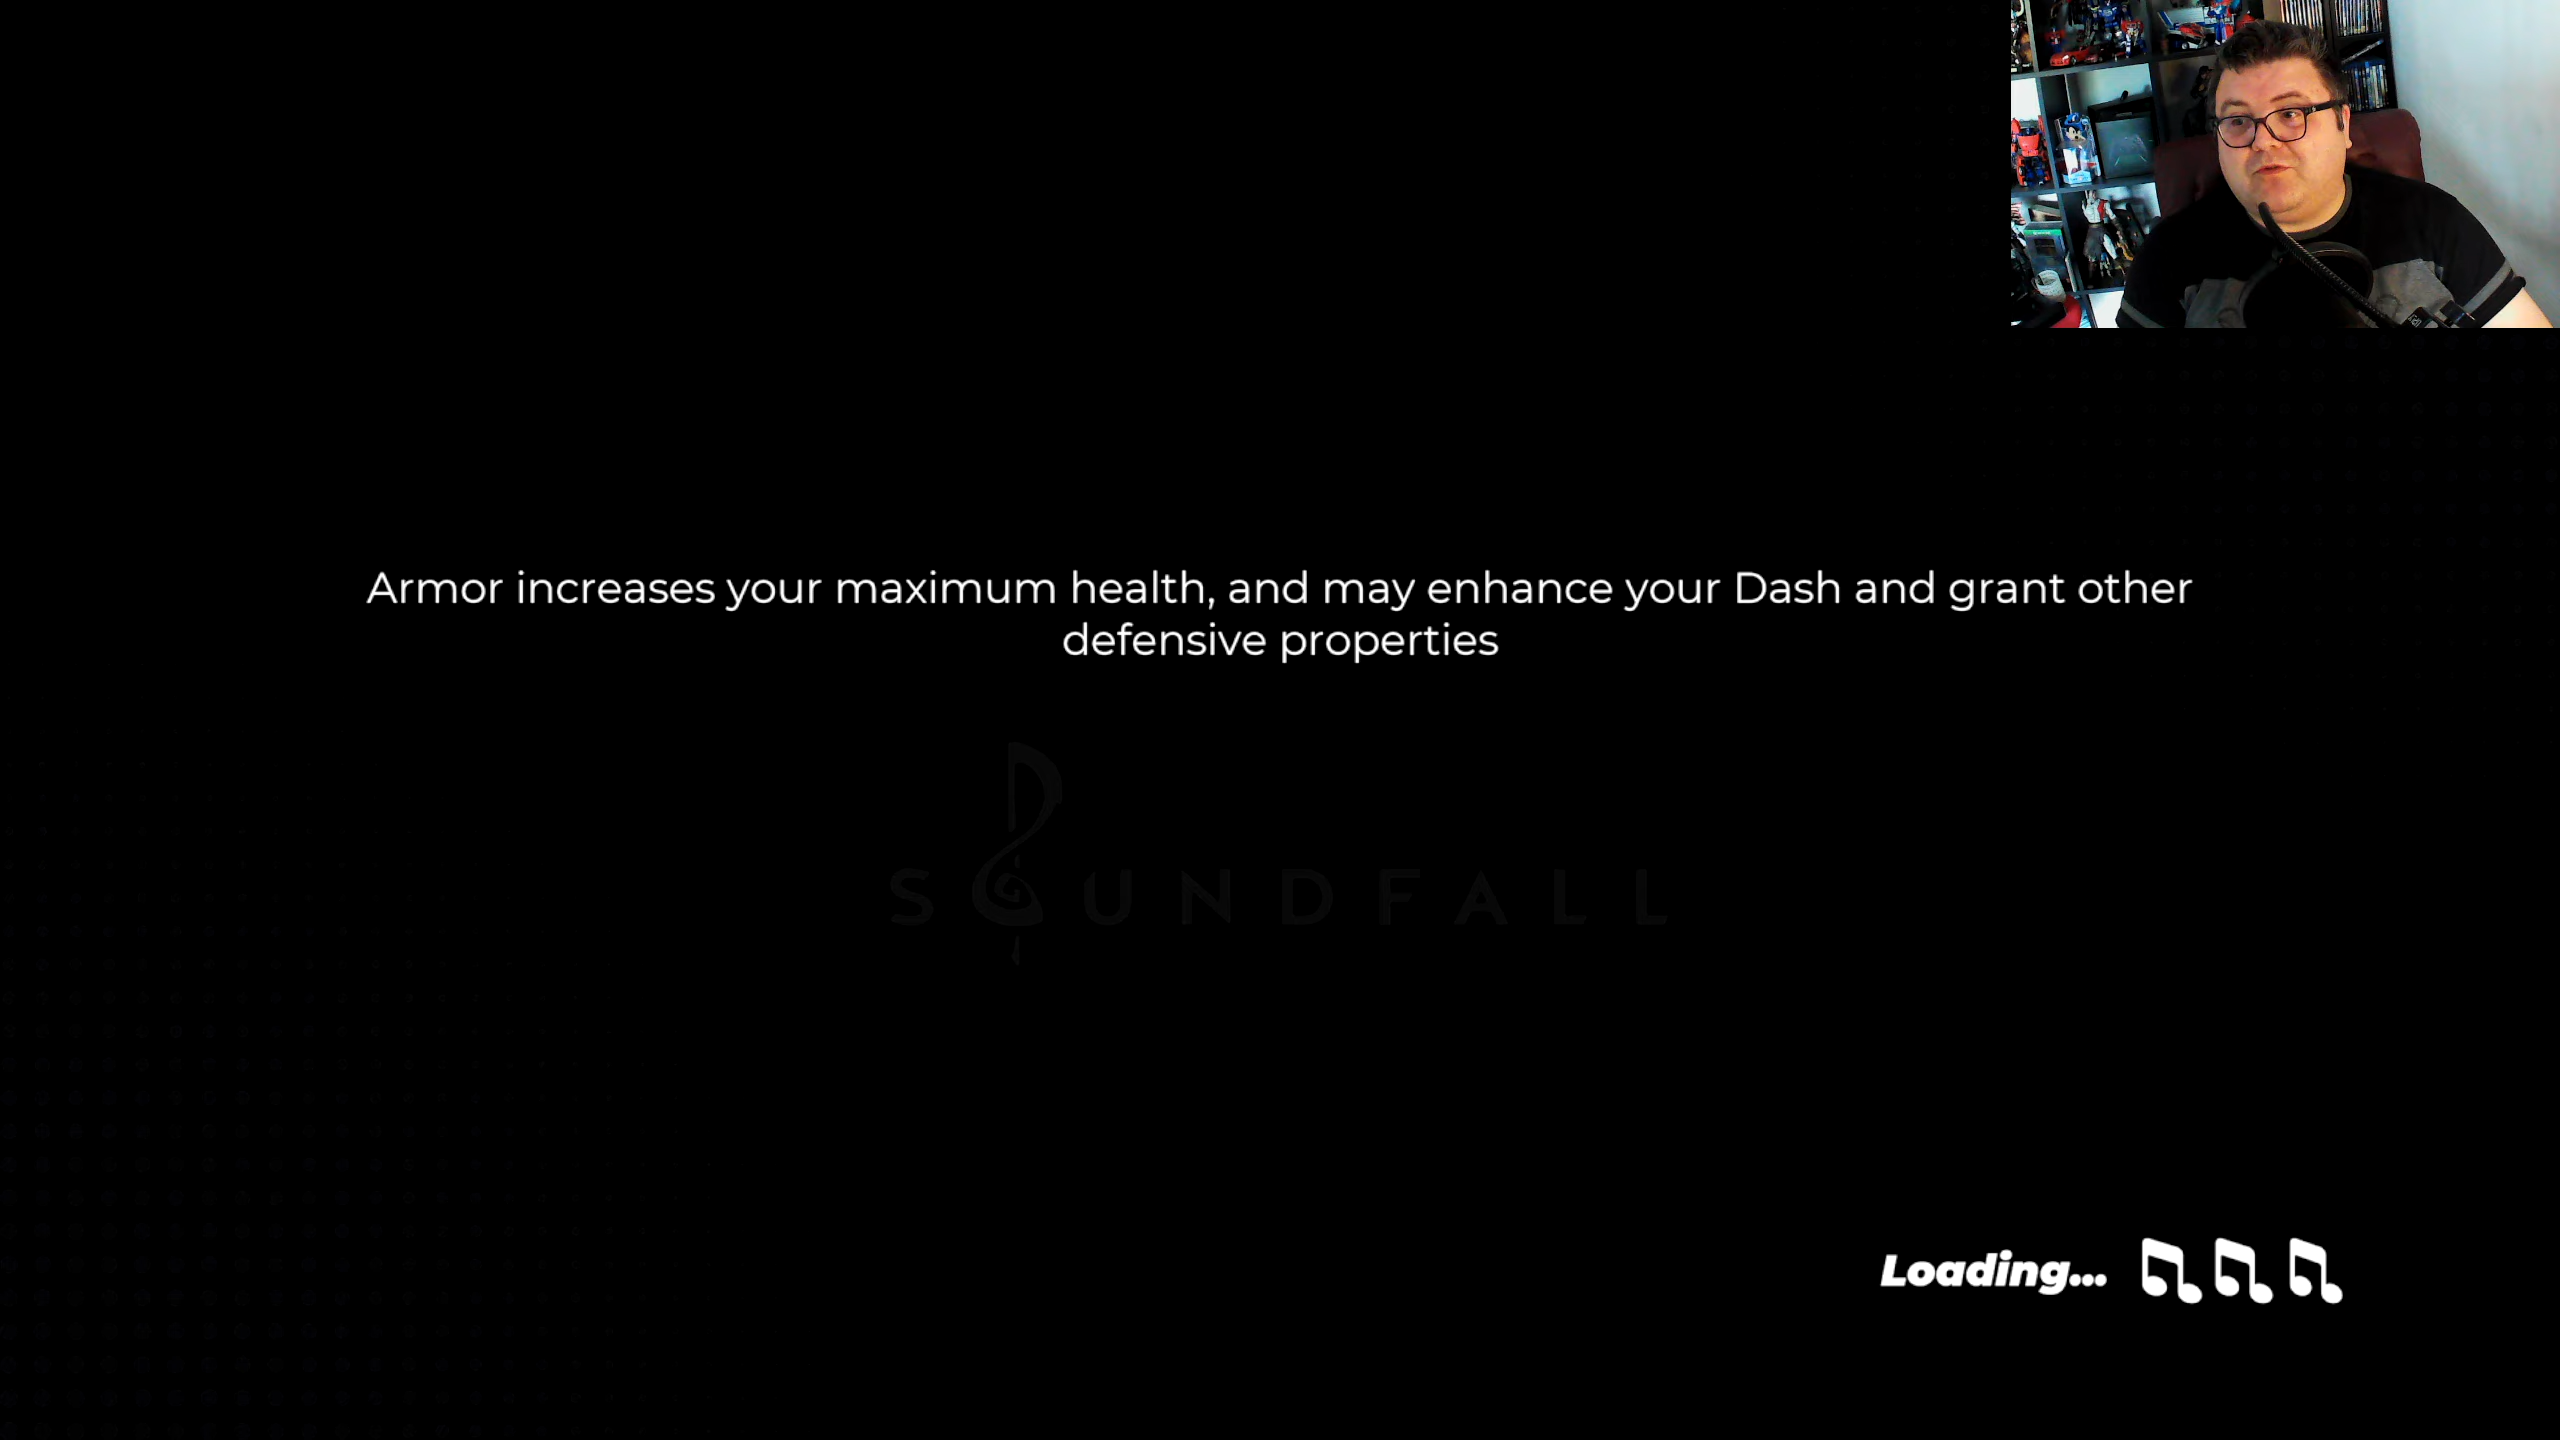 Armor increases your maximum health, and may enhance your Dash and grant other
defensive properties
SOUNDFALL
Loading...